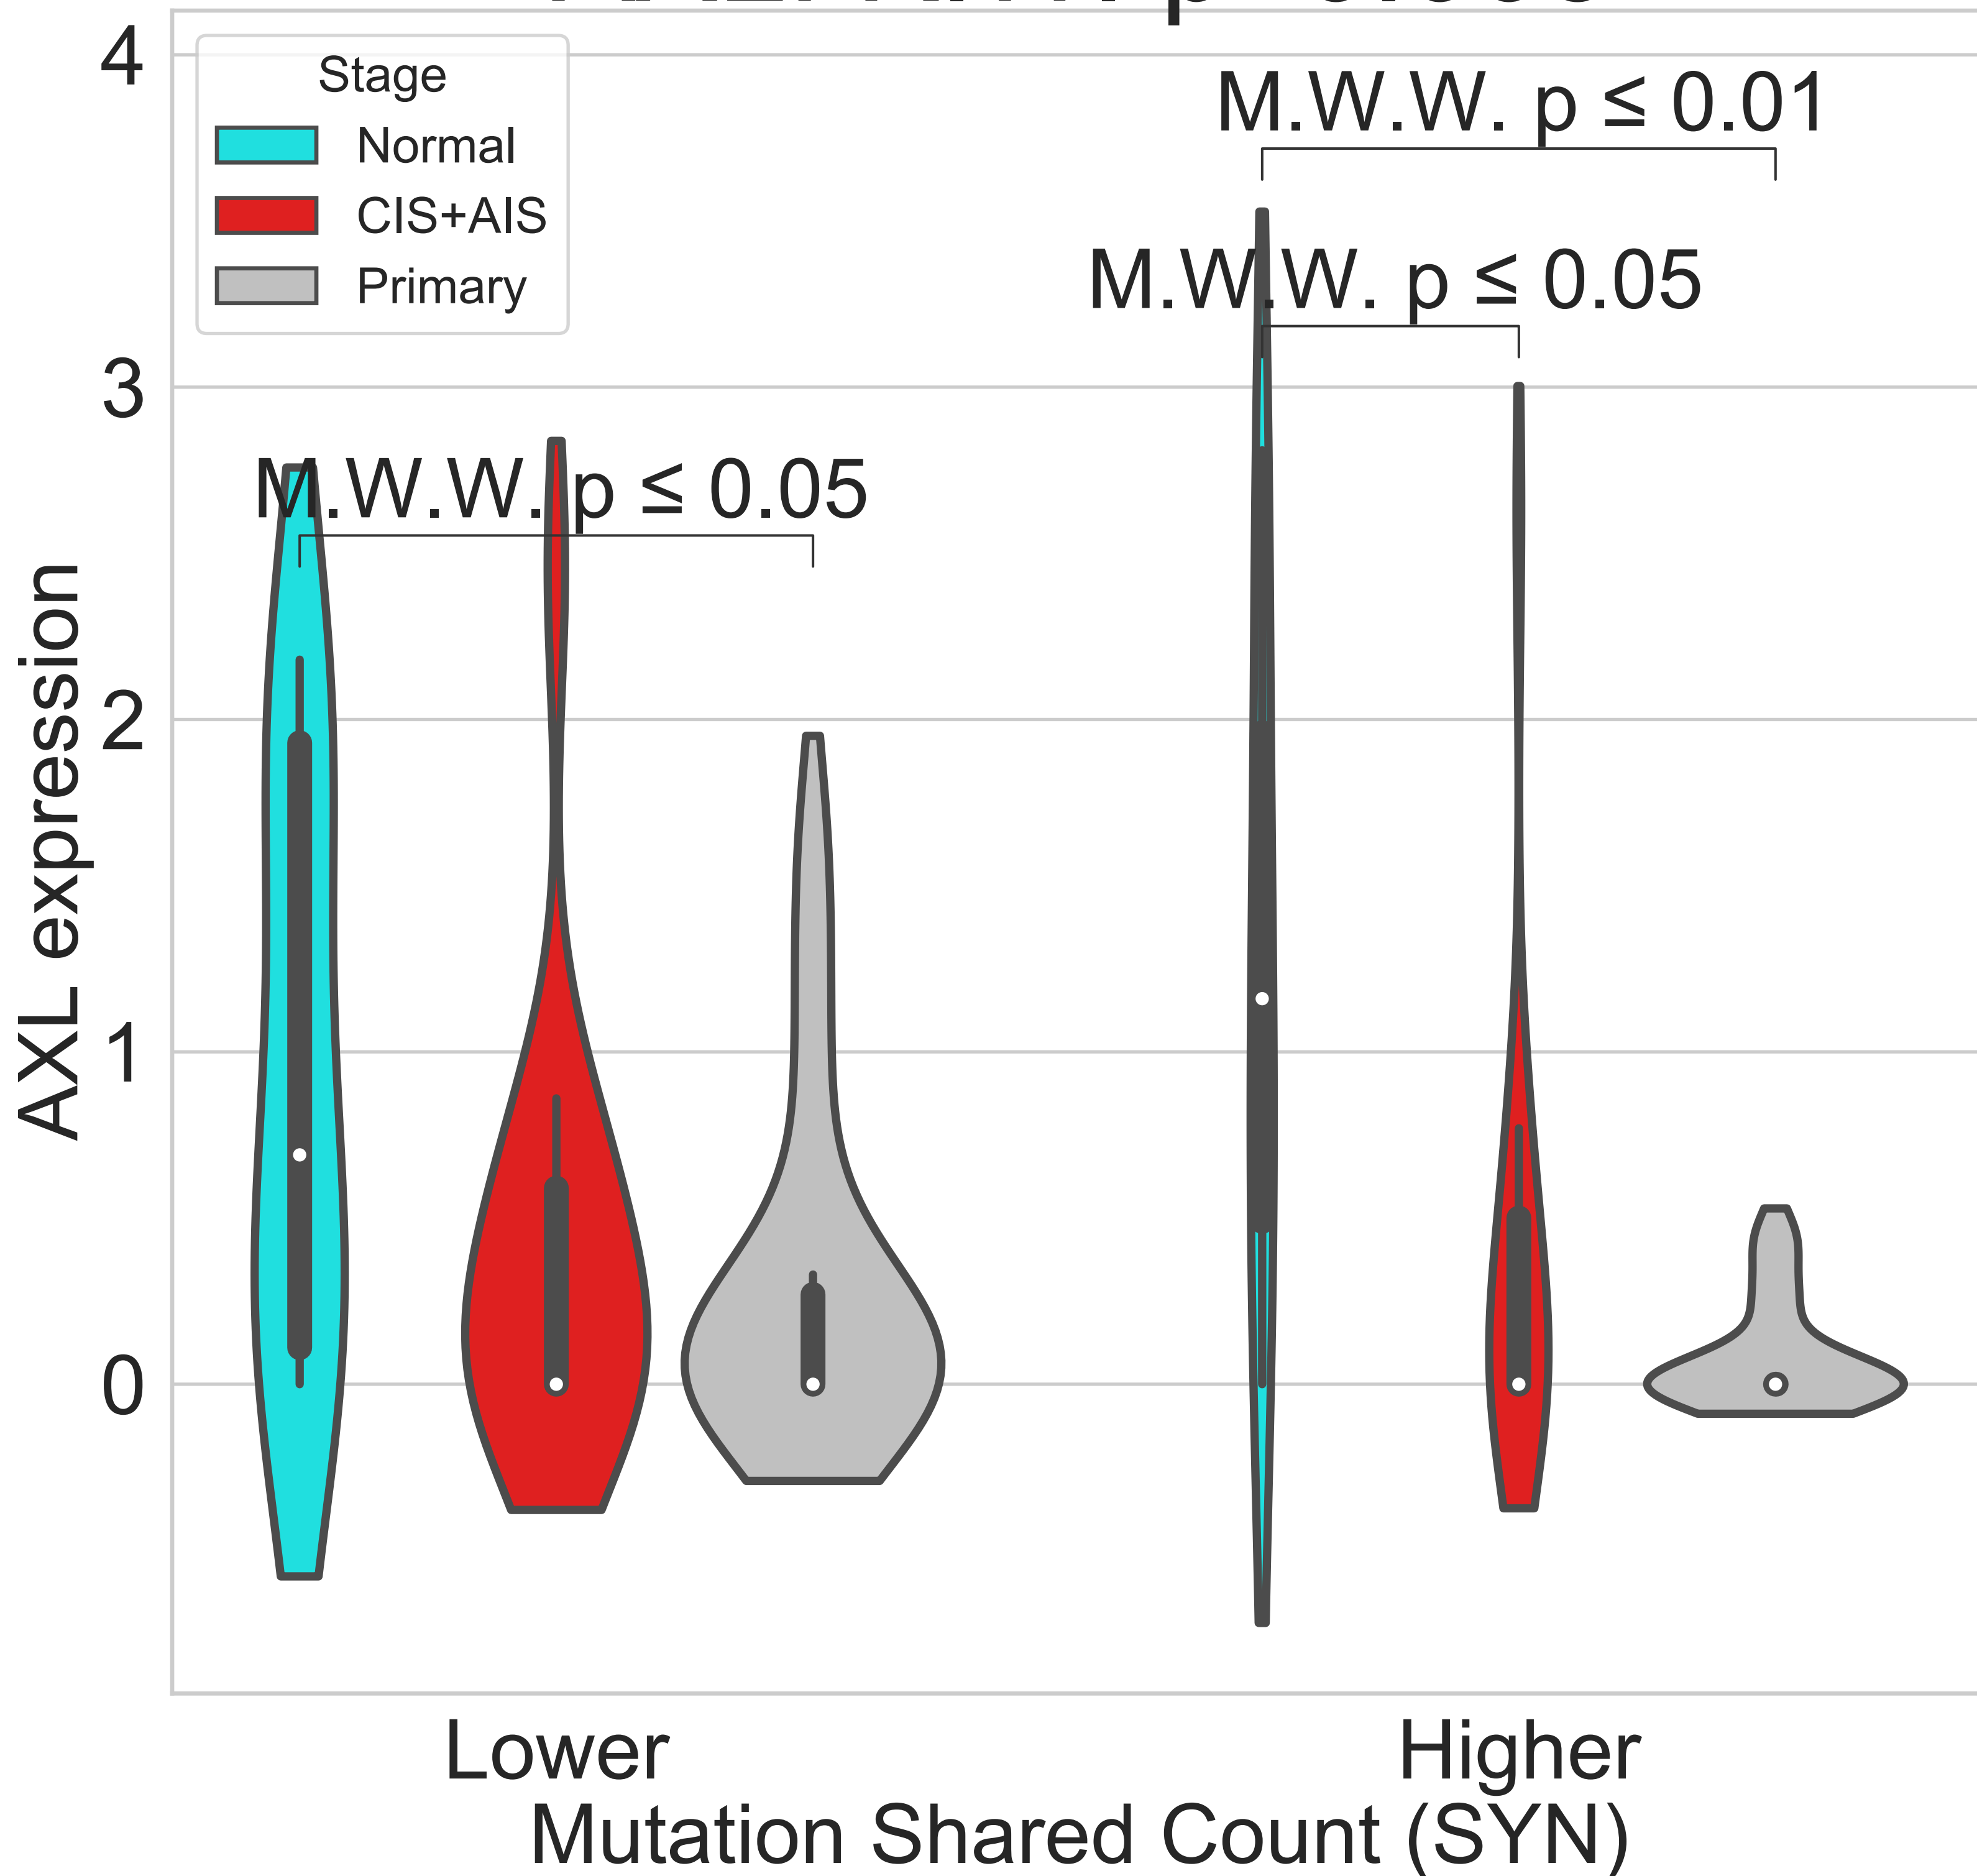 4
Stage
Normal
CIS+AIS
Primary
M.W.W. p ≤ 0.01
M.W.W. p ≤ 0.05
3
M.W.W. p ≤ 0.05
2
1
0
AXL expression
Lower
Higher
Mutation Shared Count (SYN)